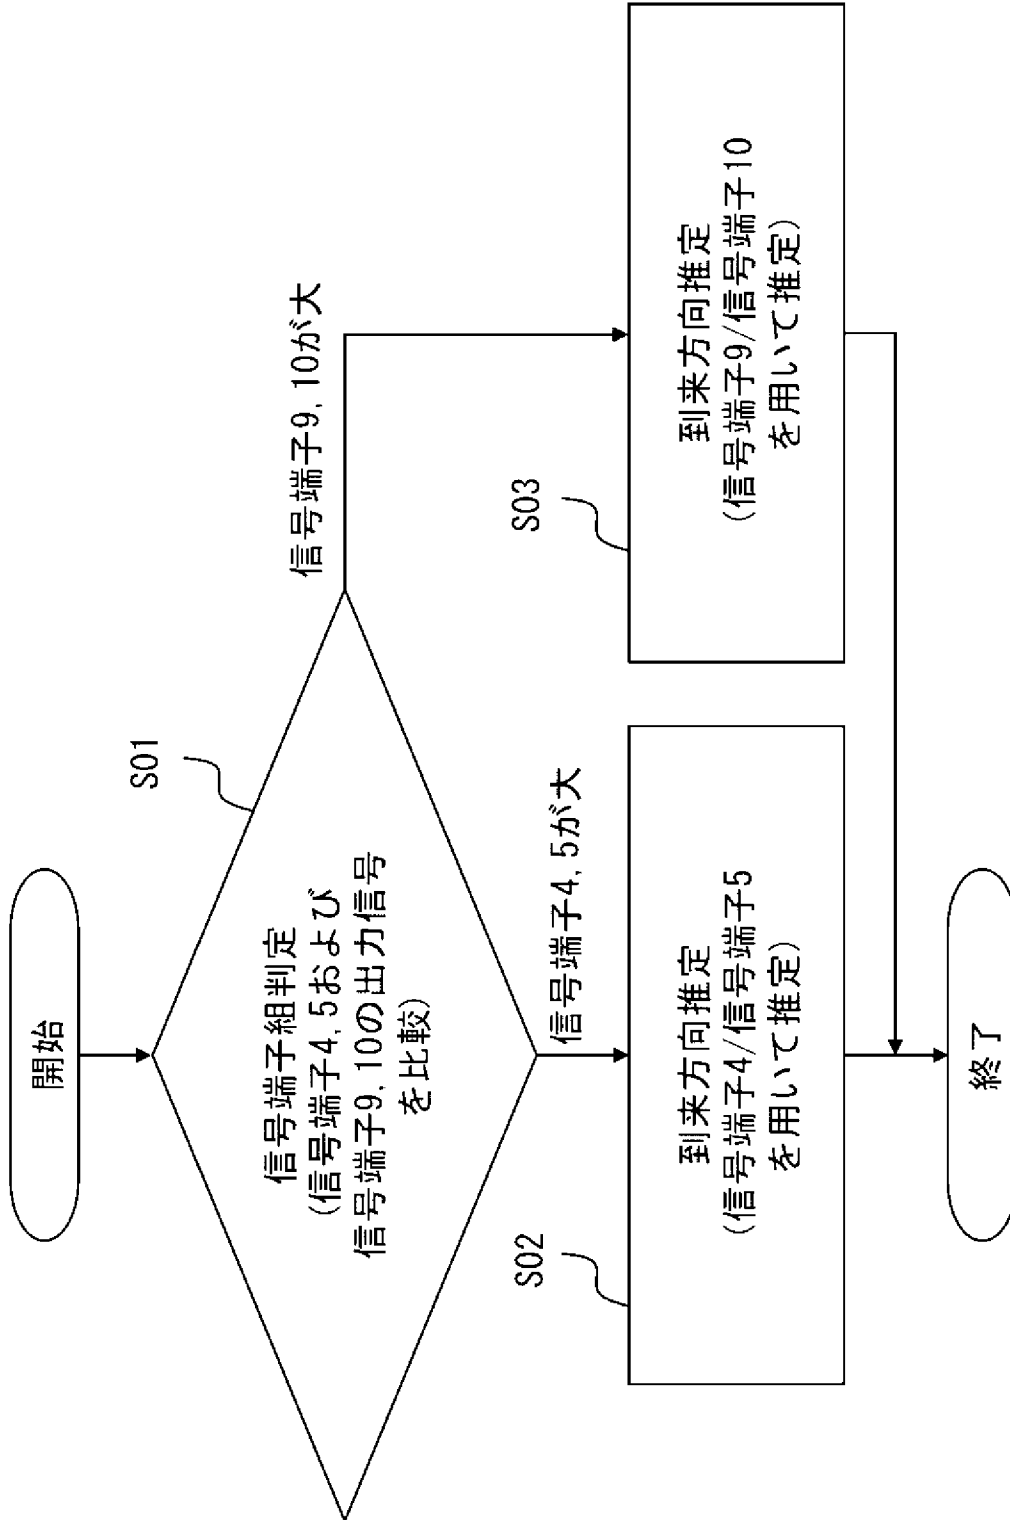 開始
S01
信号端子組判定
(信号端子4,5および
信号端子9,10の出力信号
を比較)
信号端子9,10が大
信号端子4,5が大
S02
到来方向推定
(信号端子4/信号端子5
を用いて推定)
S03
到来方向推定
(信号端子9/信号端子10
を用いて推定)
終了